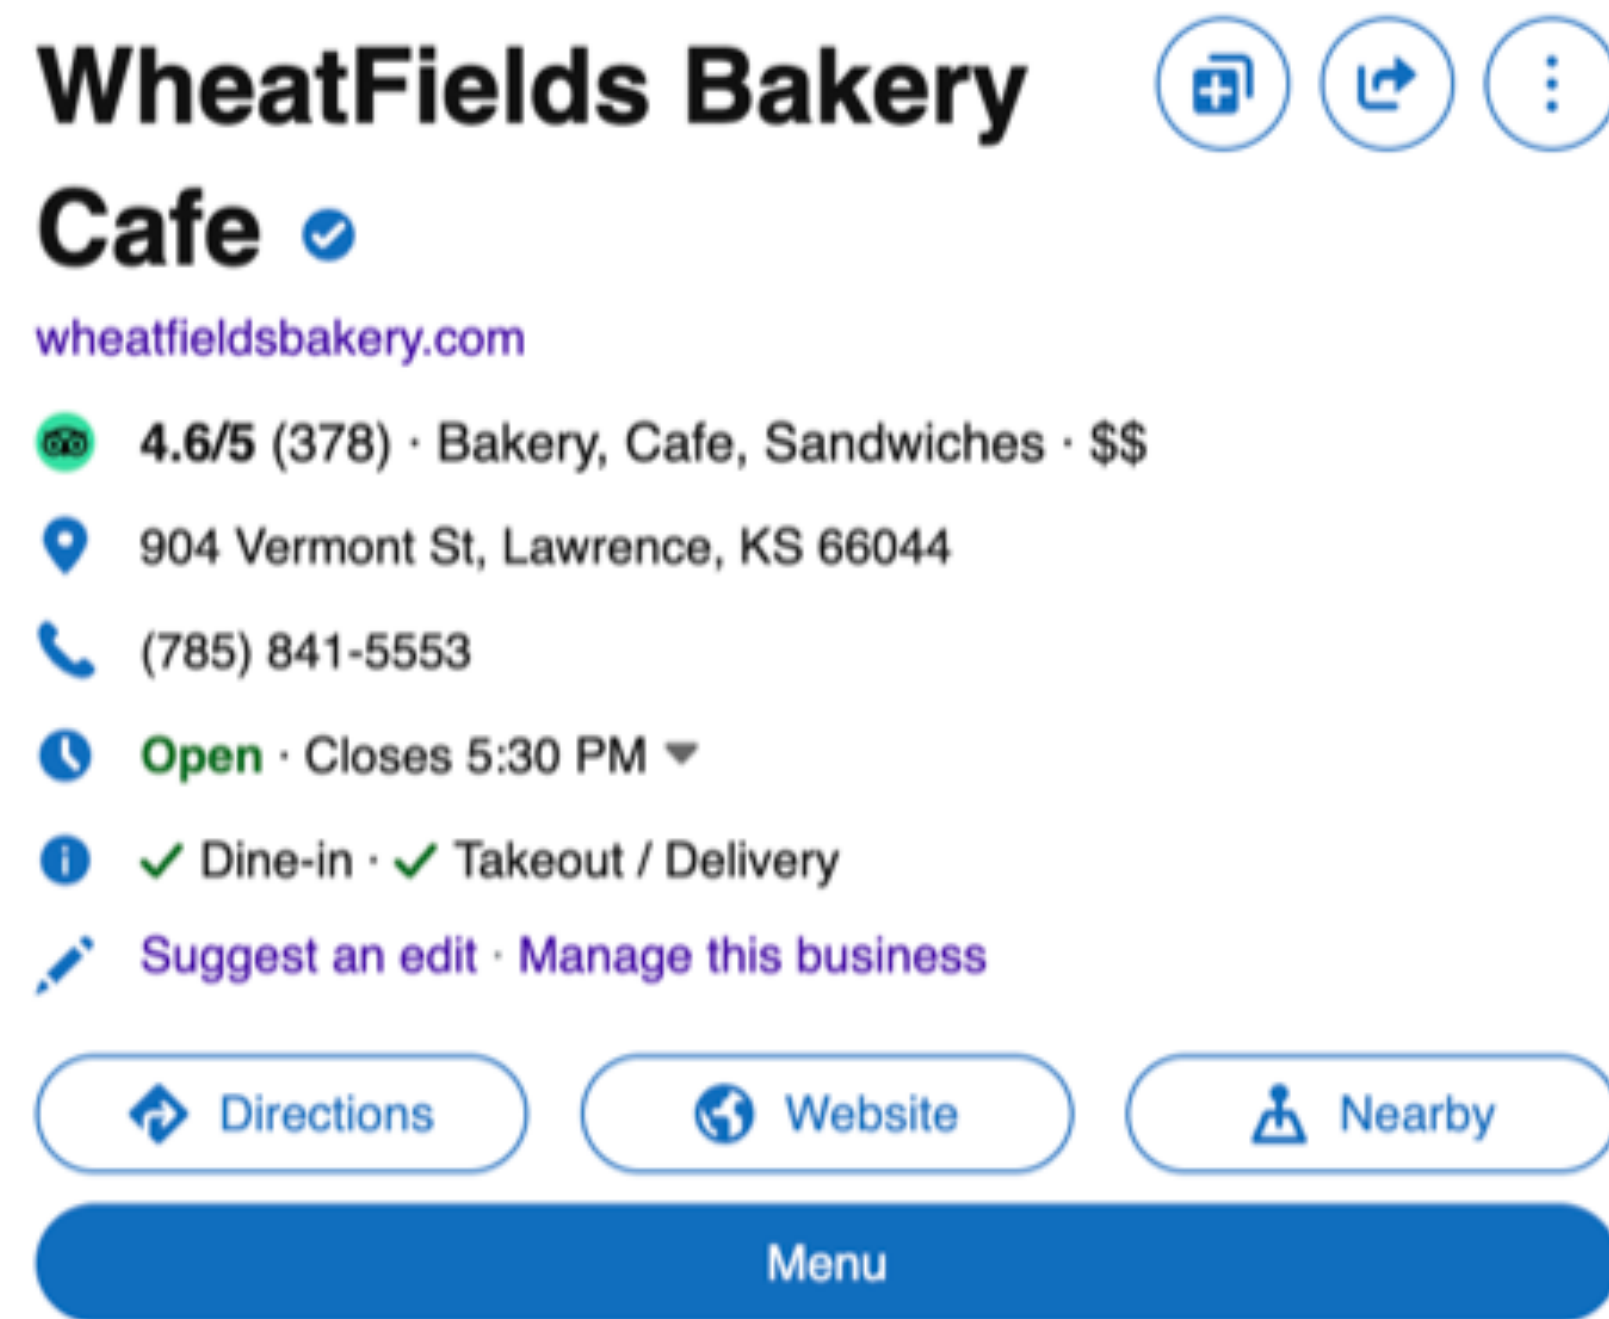 WheatFields Bakery
Cafe
wheatfieldsbakery.com
4.6/5 (378) · Bakery, Cafe, Sandwiches · $$
904 Vermont St, Lawrence, KS 66044
(785) 841-5553
Open · Closes 5:30 PM
Dine-in · Takeout / Delivery
Suggest an edit · Manage this business
Directions Website Nearby
Menu